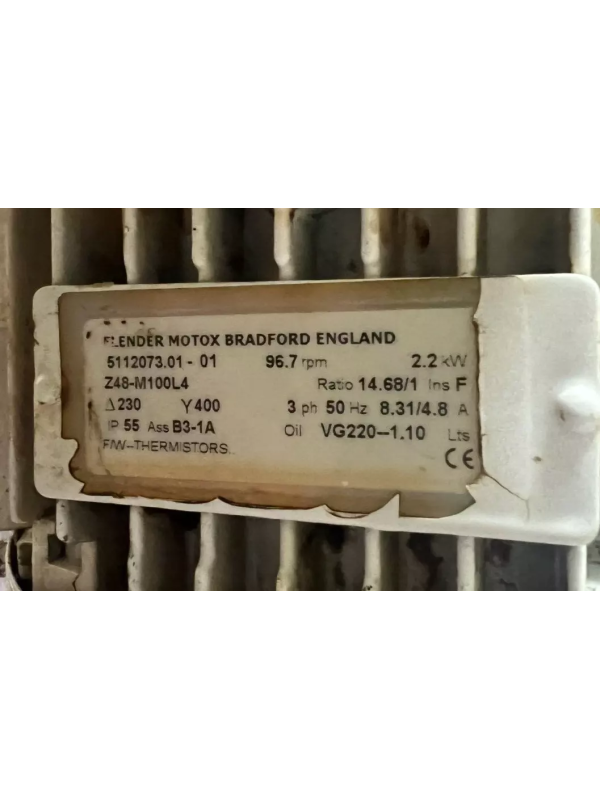 FLENDER MOTOX BRADFORD ENGLAND
5112073.01 - 01 96.7 rpm 2.2 kW
Z48-M100L4 Ratio 14.68/1 Ins F
Δ 230 Y 400 3 ph 50 Hz 8.31/4.8 A
IP 55 Ass B3-1A Oil VG220--1.10 Lts
F/W--THERMISTORS..
CE